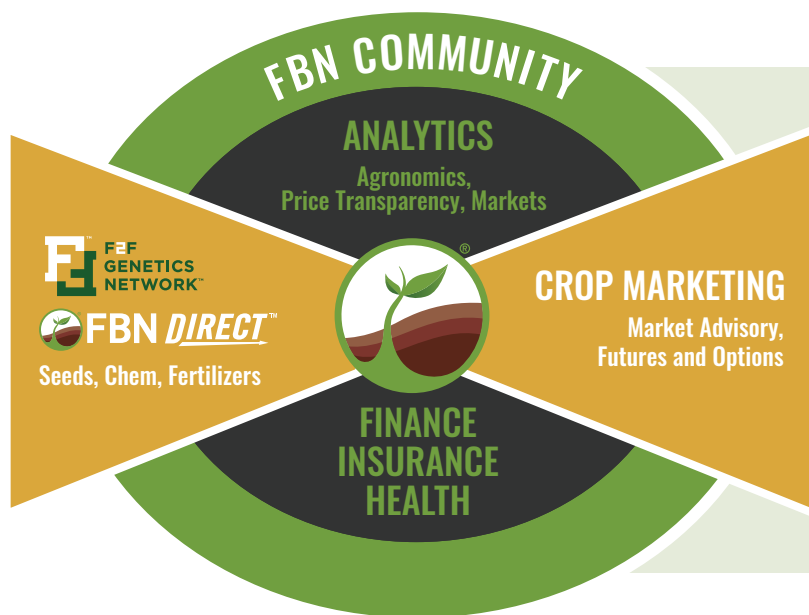 FBN COMMUNITY
ANALYTICS
Agronomics,
Price Transparency, Markets
F2F
GENETICS
NETWORK™
FBN DIRECT™
Seeds, Chem, Fertilizers
®
CROP MARKETING
Market Advisory,
Futures and Options
FINANCE
INSURANCE
HEALTH